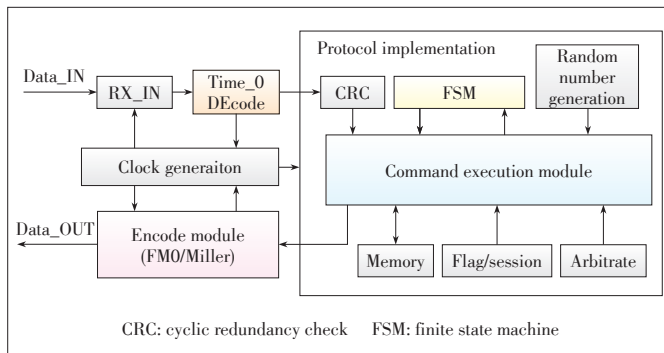 Protocol implementation
Random
number
generation
Data_IN
RX_IN
Time_0
DEcode
CRC
FSM
Clock generaiton
Command execution module
Data_OUT
Encode module
(FM0/Miller)
Memory
Flag/session
Arbitrate
CRC: cyclic redundancy check FSM: finite state machine